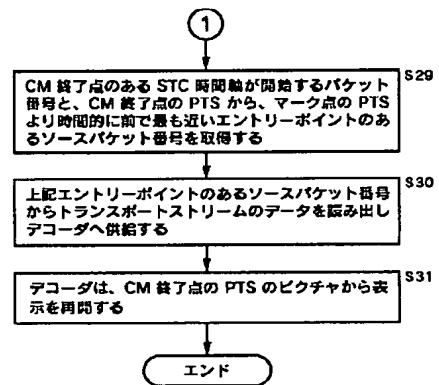 1
S29
CM 終了点のある STC 時間軸が開始するパケット
番号と、CM 終了点の PTS から、マーク点の PTS
より時間的に前で最も近いエントリーポイントのあ
るソースパケット番号を取得する
S30
上記エントリーポイントのあるソースパケット番号
からトランスポートストリームのデータを読み出し
デコーダへ供給する
S31
デコーダは、CM 終了点の PTS のピクチャから表
示を再開する
エンド